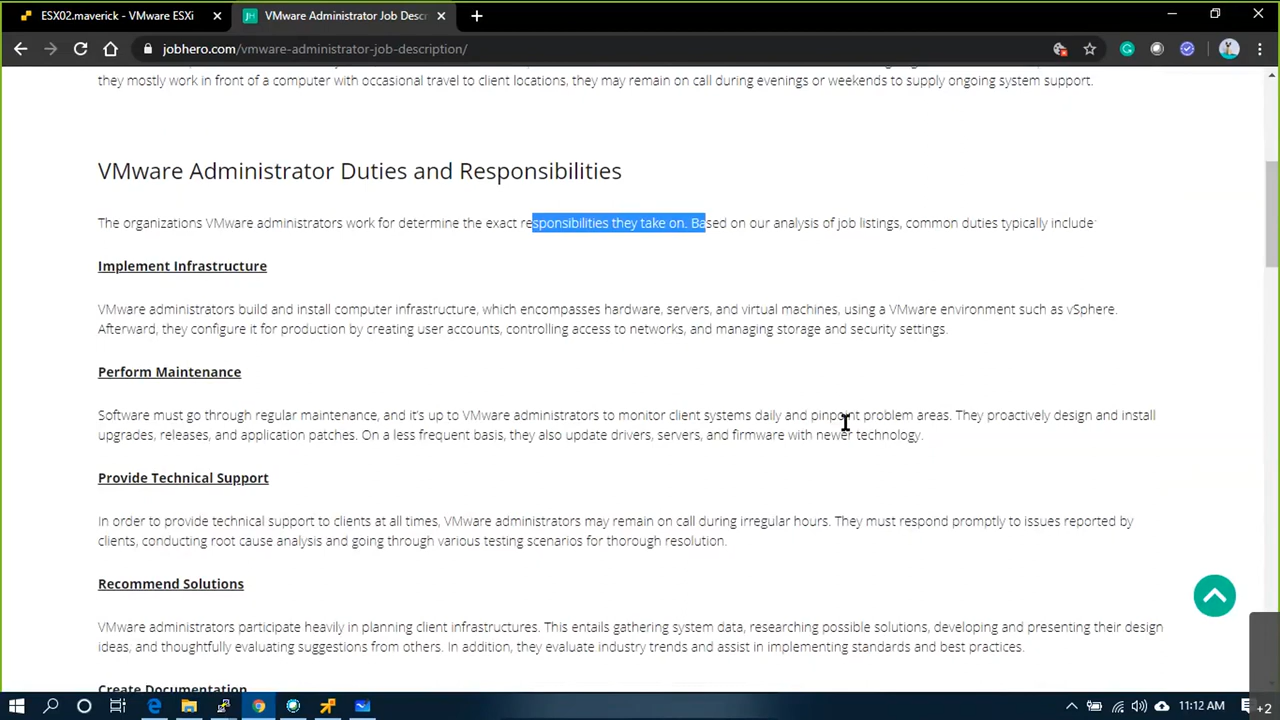 ESX02.maverick - VMware ESXi
VMware Administrator Job Descr
jobhero.com/vmware-administrator-job-description/
they mostly work in front of a computer with occasional travel to client locations, they may remain on call during evenings or weekends to supply ongoing system support.
VMware Administrator Duties and Responsibilities
The organizations VMware administrators work for determine the exact responsibilities they take on. Based on our analysis of job listings, common duties typically include
Implement Infrastructure
VMware administrators build and install computer infrastructure, which encompasses hardware, servers, and virtual machines, using a VMware environment such as vSphere.
Afterward, they configure it for production by creating user accounts, controlling access to networks, and managing storage and security settings.
Perform Maintenance
Software must go through regular maintenance, and it's up to VMware administrators to monitor client systems daily and pinpoint problem areas. They proactively design and install
upgrades, releases, and application patches. On a less frequent basis, they also update drivers, servers, and firmware with newer technology.
Provide Technical Support
In order to provide technical support to clients at all times, VMware administrators may remain on call during irregular hours. They must respond promptly to issues reported by
clients, conducting root cause analysis and going through various testing scenarios for thorough resolution.
Recommend Solutions
VMware administrators participate heavily in planning client infrastructures. This entails gathering system data, researching possible solutions, developing and presenting their design
ideas, and thoughtfully evaluating suggestions from others. In addition, they evaluate industry trends and assist in implementing standards and best practices.
Create Documentation
11:12 AM
+2